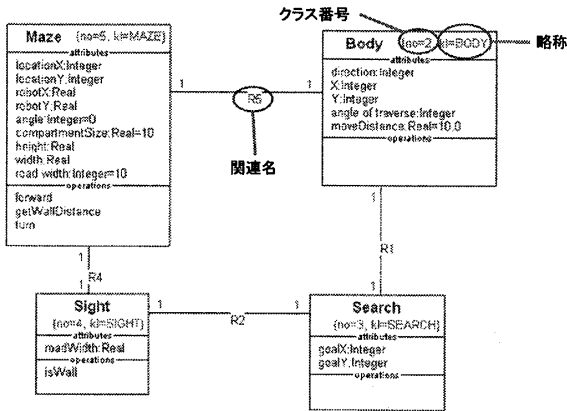 クラス番号
略称
関連名
Maze {no=5, kl=MAZE}
attributes
locationX:Integer
locationY:Integer
robotX:Real
robotY:Real
angle:Integer=0
compartmentSize:Real=10
height:Real
width:Real
road width:Integer=10
operations
forward
getWallDistance
turn
1
R5
1
Body {no=2, kl=BODY}
attributes
direction:Integer
X:Integer
Y:Integer
angle of traverse:Integer
moveDistance:Real=10.0
operations
1
R4
1
1
R1
1
Sight
{no=4, kl=SIGHT}
attributes
roadWidth:Real
operations
isWall
1
R2
1
Search
{no=3, kl=SEARCH}
attributes
goalX:Integer
goalY:Integer
operations